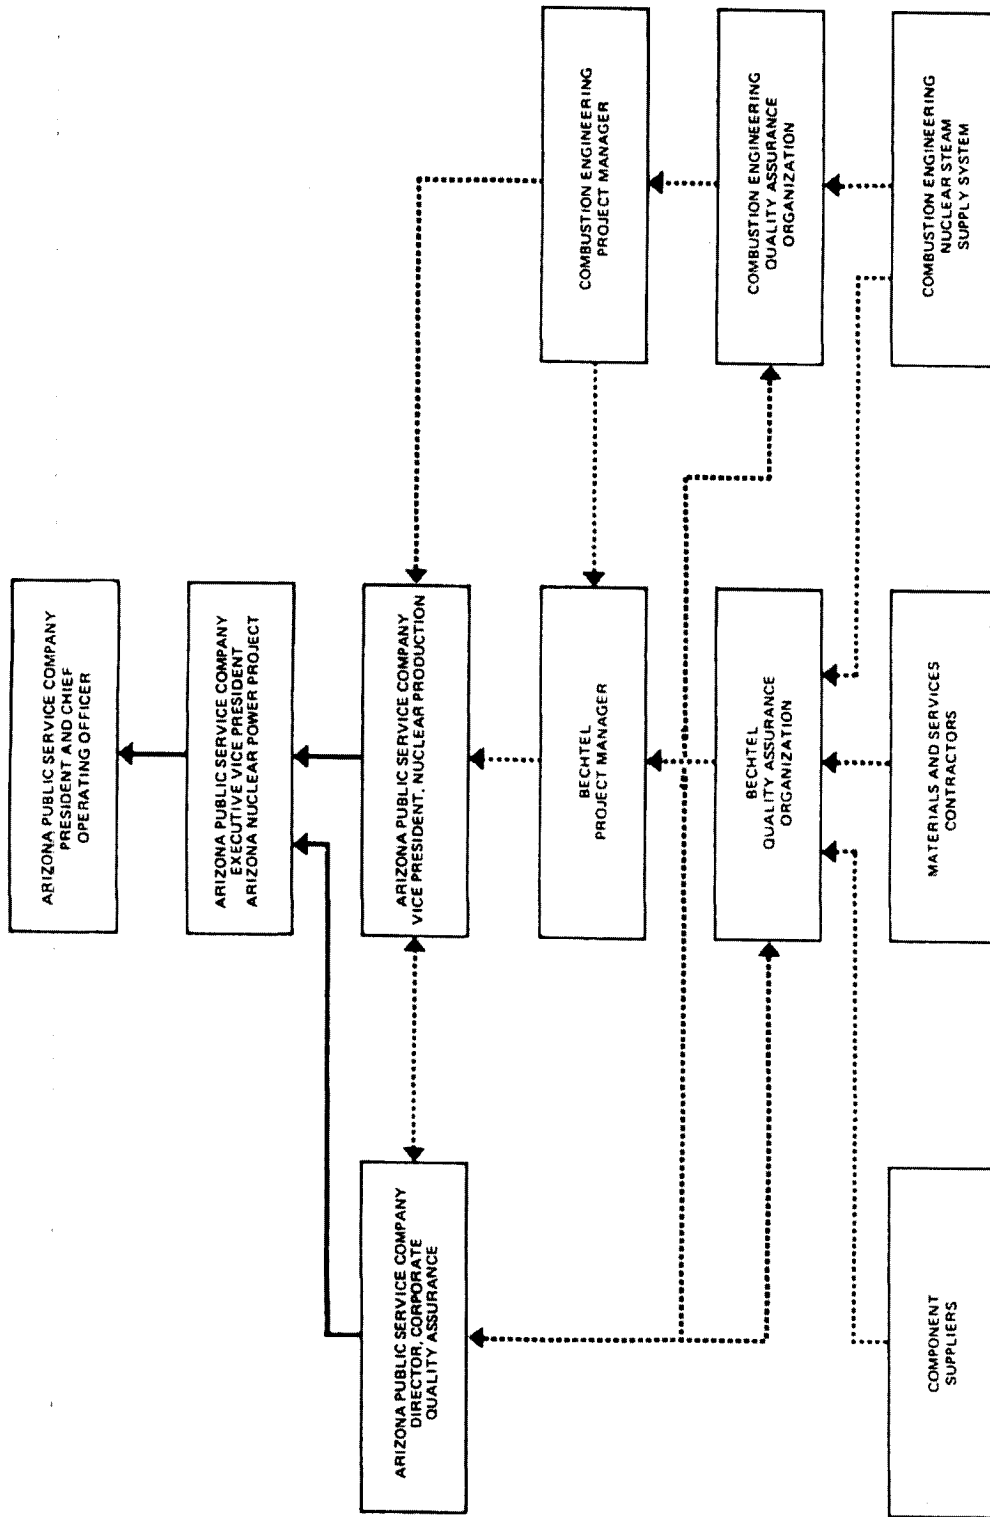 ARIZONA PUBLIC SERVICE COMPANY
PRESIDENT AND CHIEF
OPERATING OFFICER
ARIZONA PUBLIC SERVICE COMPANY
EXECUTIVE VICE PRESIDENT
ARIZONA NUCLEAR POWER PROJECT
ARIZONA PUBLIC SERVICE COMPANY
DIRECTOR, CORPORATE
QUALITY ASSURANCE
ARIZONA PUBLIC SERVICE COMPANY
VICE PRESIDENT, NUCLEAR PRODUCTION
BECHTEL
PROJECT MANAGER
COMBUSTION ENGINEERING
PROJECT MANAGER
BECHTEL
QUALITY ASSURANCE
ORGANIZATION
COMBUSTION ENGINEERING
QUALITY ASSURANCE
ORGANIZATION
COMPONENT
SUPPLIERS
MATERIALS AND SERVICES
CONTRACTORS
COMBUSTION ENGINEERING
NUCLEAR STEAM
SUPPLY SYSTEM